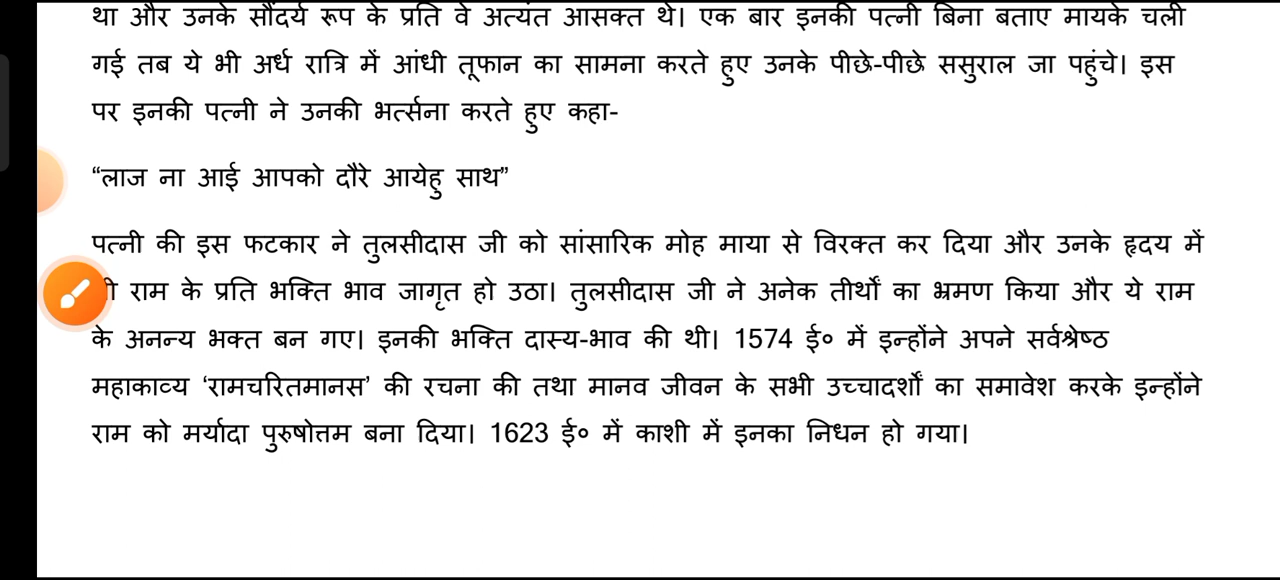 था और उनके सौंदर्य रूप के प्रति वे अत्यंत आसक्त थे। एक बार इनकी पत्नी बिना बताए मायके चली
गई तब ये भी अर्ध रात्रि में आंधी तूफान का सामना करते हुए उनके पीछे-पीछे ससुराल जा पहुंचे। इस
पर इनकी पत्नी ने उनकी भर्त्सना करते हुए कहा-
“लाज ना आई आपको दौरे आयेहु साथ”
पत्नी की इस फटकार ने तुलसीदास जी को सांसारिक मोह माया से विरक्त कर दिया और उनके हृदय में
राम के प्रति भक्ति भाव जागृत हो उठा। तुलसीदास जी ने अनेक तीर्थों का भ्रमण किया और ये राम
के अनन्य भक्त बन गए। इनकी भक्ति दास्य-भाव की थी। 1574 ई० में इन्होंने अपने सर्वश्रेष्ठ
महाकाव्य ‘रामचरितमानस’ की रचना की तथा मानव जीवन के सभी उच्चादर्शों का समावेश करके इन्होंने
राम को मर्यादा पुरुषोत्तम बना दिया। 1623 ई० में काशी में इनका निधन हो गया।